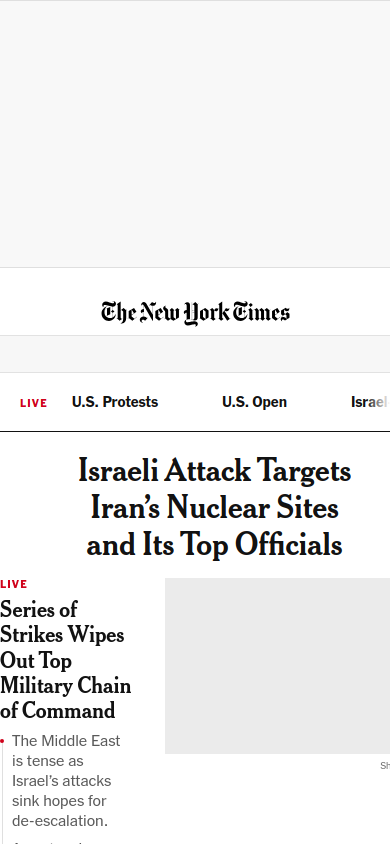 The New York Times
LIVE U.S. Protests U.S. Open Israel
Israeli Attack Targets
Iran's Nuclear Sites
and Its Top Officials
LIVE
Series of
Strikes Wipes
Out Top
Military Chain
of Command
• The Middle East
is tense as
Israel's attacks
sink hopes for
de-escalation.
Sh